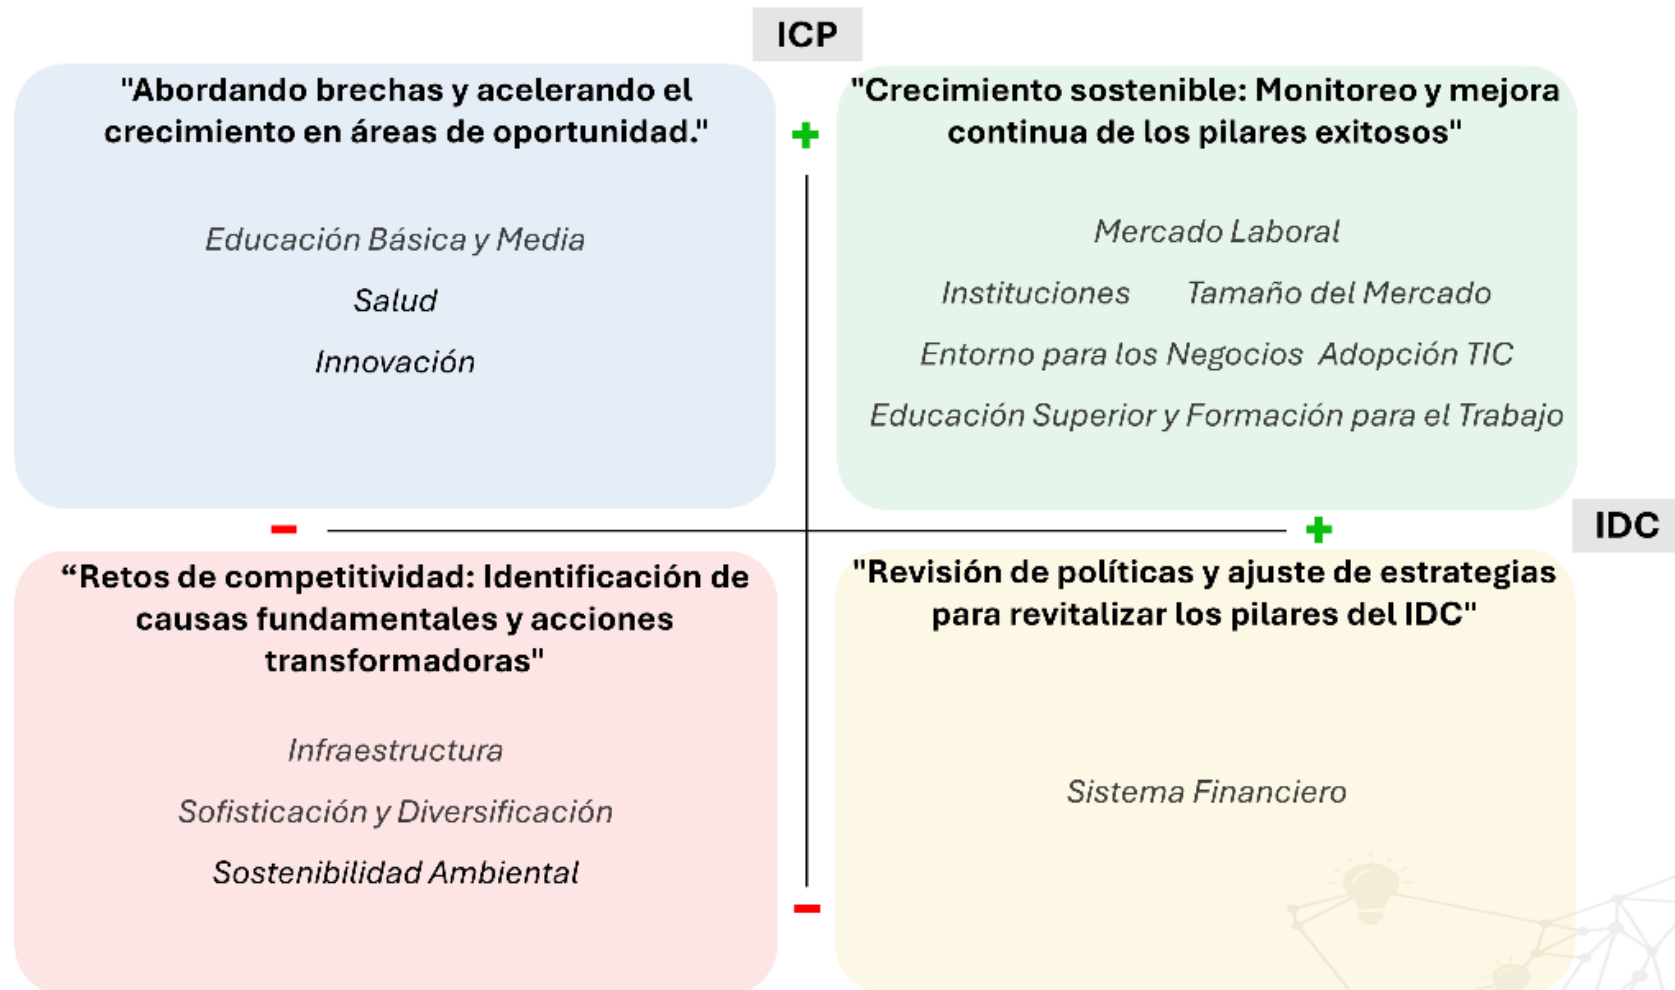 ICP
"Abordando brechas y acelerando el
crecimiento en áreas de oportunidad."
Educación Básica y Media
Salud
Innovación
"Crecimiento sostenible: Monitoreo y mejora
continua de los pilares exitosos"
Mercado Laboral
Instituciones Tamaño del Mercado
Entorno para los Negocios Adopción TIC
Educación Superior y Formación para el Trabajo
+
-
+
IDC
“Retos de competitividad: Identificación de
causas fundamentales y acciones
transformadoras"
Infraestructura
Sofisticación y Diversificación
Sostenibilidad Ambiental
"Revisión de políticas y ajuste de estrategias
para revitalizar los pilares del IDC"
Sistema Financiero
-